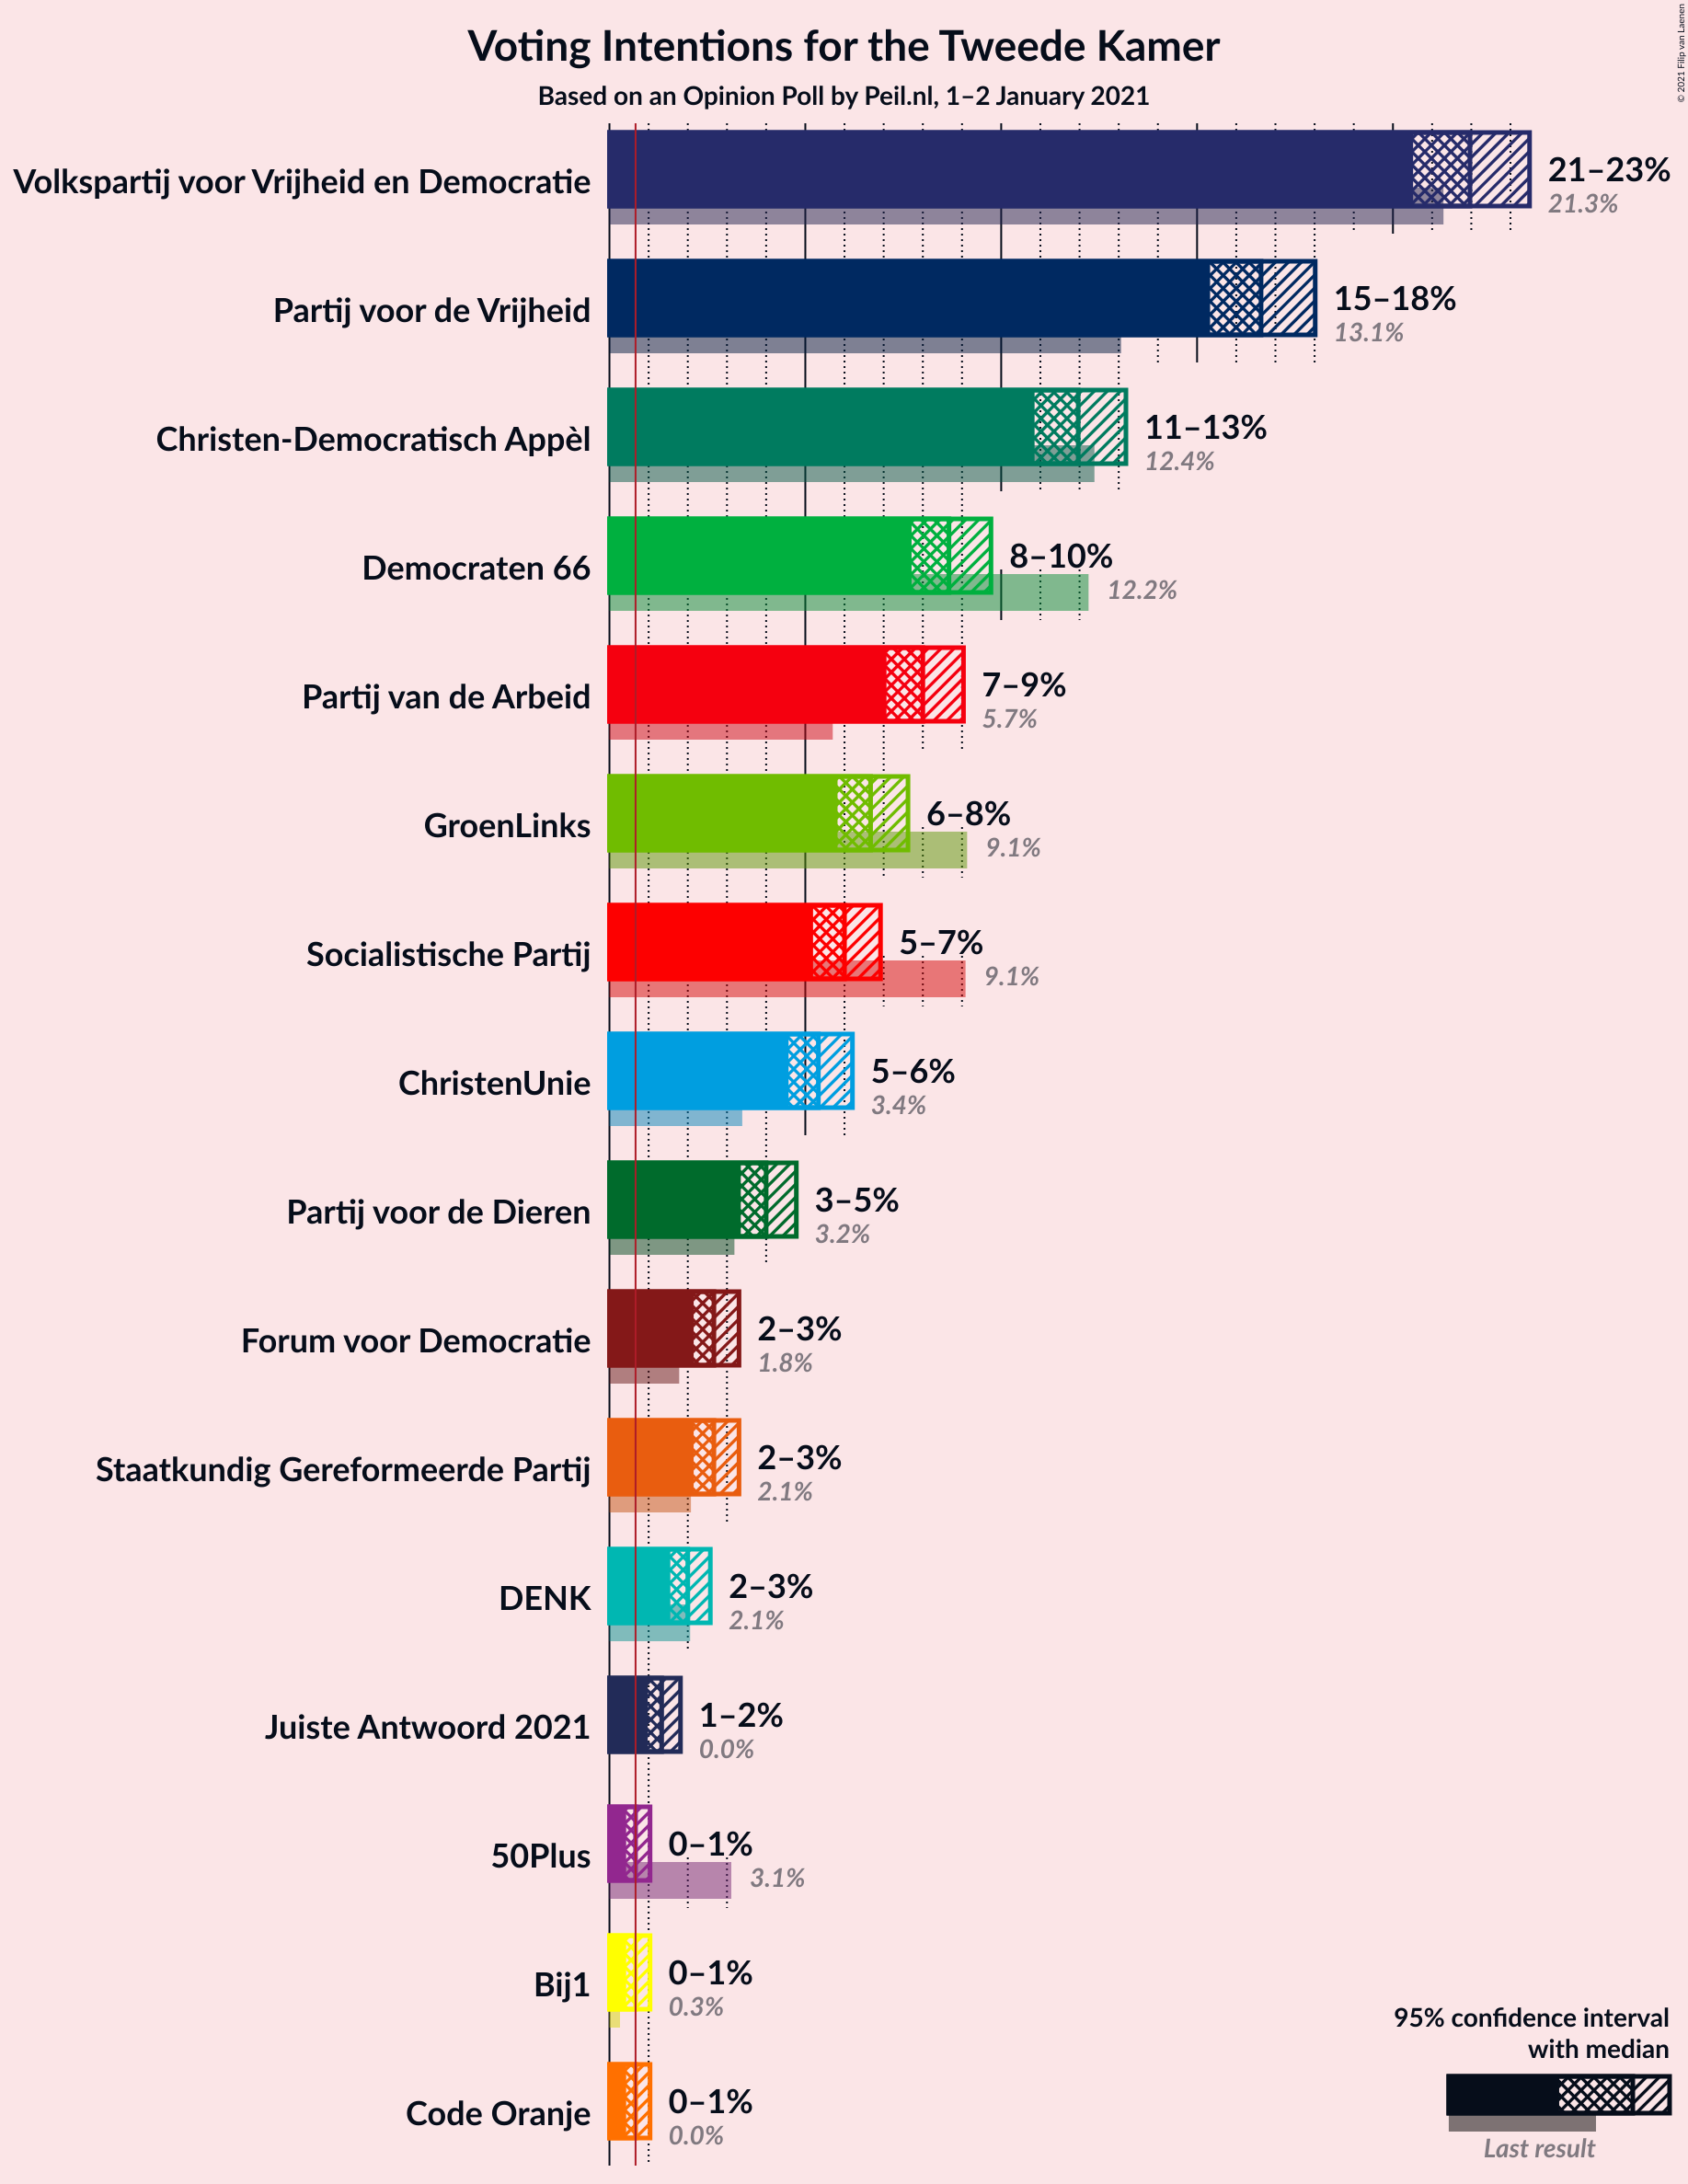 Voting Intentions for the Tweede Kamer
Based on an Opinion Poll by Peil.nl, 1–2 January 2021
© 2021 Filip van Laenen
Volkspartij voor Vrijheid en Democratie
21–23%
21.3%
Partij voor de Vrijheid
15–18%
13.1%
Christen-Democratisch Appèl
11–13%
12.4%
Democraten 66
8–10%
12.2%
Partij van de Arbeid
7–9%
5.7%
GroenLinks
6–8%
9.1%
Socialistische Partij
5–7%
9.1%
ChristenUnie
5–6%
3.4%
Partij voor de Dieren
3–5%
3.2%
Forum voor Democratie
2–3%
1.8%
Staatkundig Gereformeerde Partij
2–3%
2.1%
DENK
2–3%
2.1%
Juiste Antwoord 2021
1–2%
0.0%
50Plus
0–1%
3.1%
Bij1
0–1%
0.3%
Code Oranje
0–1%
0.0%
95% confidence interval
with median
Last result